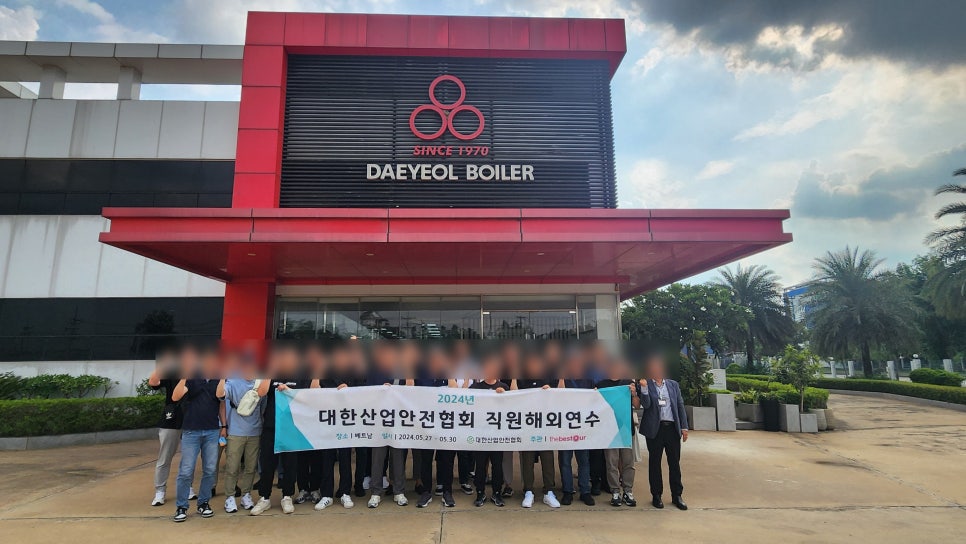 SINCE 1970
DAEYEOL BOILER
2024년
대한산업안전협회 직원해외연수
장소 | 베트남 일시 | 2024.05.27 - 05.30 대한산업안전협회 주관 | thebestour